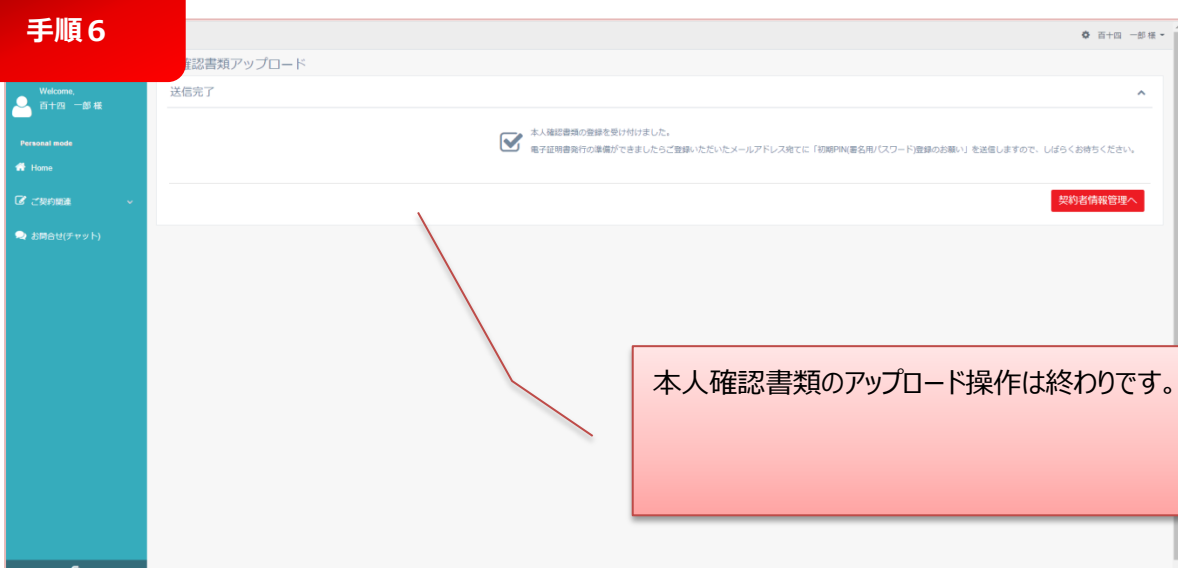 手順６
百十四　一郎 様
確認書類アップロード
Welcome,
百十四　一郎 様
送信完了
本人確認書類の登録を受け付けました。
電子証明書発行の準備ができましたらご登録いただいたメールアドレス宛てに「初期PIN(署名用パスワード)登録のお願い」を送信しますので、しばらくお待ちください。
Personal mode
Home
ご契約関連
契約者情報管理へ
お問合せ(チャット)
本人確認書類のアップロード操作は終わりです。